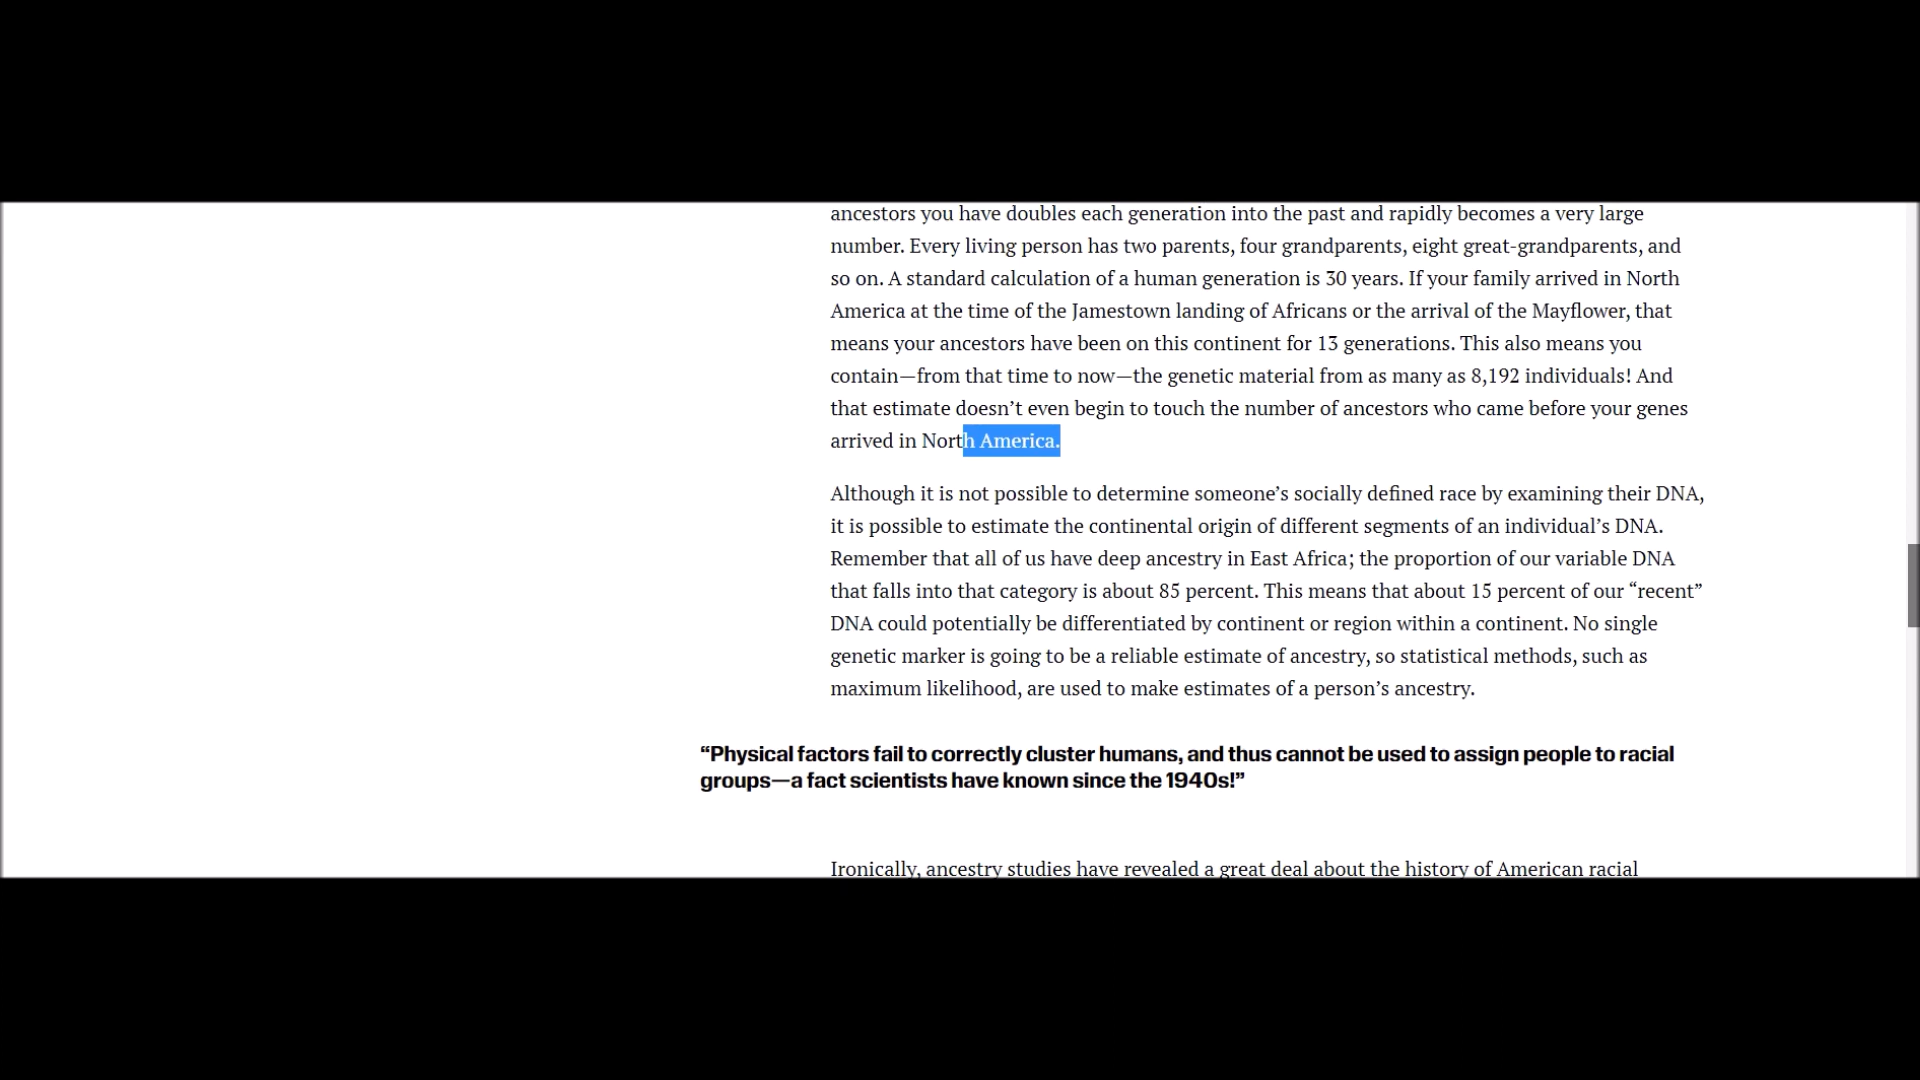 ancestors you have doubles each generation into the past and rapidly becomes a very large
number. Every living person has two parents, four grandparents, eight great-grandparents, and
so on. A standard calculation of a human generation is 30 years. If your family arrived in North
America at the time of the Jamestown landing of Africans or the arrival of the Mayflower, that
means your ancestors have been on this continent for 13 generations. This also means you
contain—from that time to now—the genetic material from as many as 8,192 individuals! And
that estimate doesn’t even begin to touch the number of ancestors who came before your genes
arrived in North America.
Although it is not possible to determine someone’s socially defined race by examining their DNA,
it is possible to estimate the continental origin of different segments of an individual’s DNA.
Remember that all of us have deep ancestry in East Africa; the proportion of our variable DNA
that falls into that category is about 85 percent. This means that about 15 percent of our “recent”
DNA could potentially be differentiated by continent or region within a continent. No single
genetic marker is going to be a reliable estimate of ancestry, so statistical methods, such as
maximum likelihood, are used to make estimates of a person’s ancestry.
“Physical factors fail to correctly cluster humans, and thus cannot be used to assign people to racial
groups—a fact scientists have known since the 1940s!”
Ironically, ancestry studies have revealed a great deal about the history of American racial